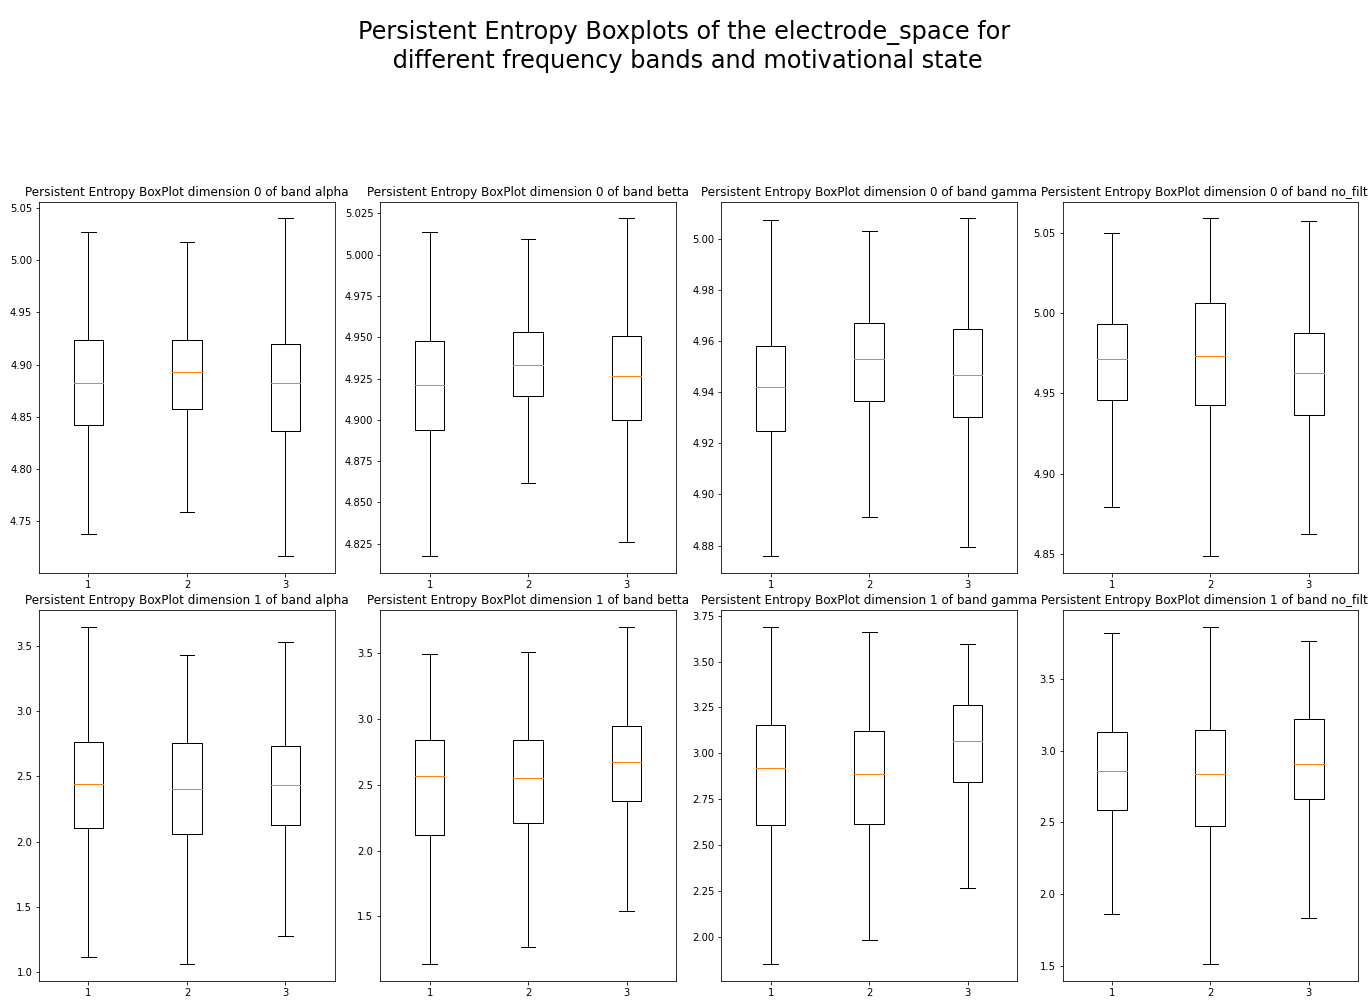 Persistent Entropy Boxplots of the electrode_space for
different frequency bands and motivational state
Persistent Entropy BoxPlot dimension 0 of band alpha
5.05
5.00
4.95
4.90
4.85
4.80
4.75
1 2 3
Persistent Entropy BoxPlot dimension 0 of band betta
5.025
5.000
4.975
4.950
4.925
4.900
4.875
4.850
4.825
1 2 3
Persistent Entropy BoxPlot dimension 0 of band gamma
5.00
4.98
4.96
4.94
4.92
4.90
4.88
1 2 3
Persistent Entropy BoxPlot dimension 0 of band no_filt
5.05
5.00
4.95
4.90
4.85
1 2 3
Persistent Entropy BoxPlot dimension 1 of band alpha
3.5
3.0
2.5
2.0
1.5
1.0
1 2 3
Persistent Entropy BoxPlot dimension 1 of band betta
3.5
3.0
2.5
2.0
1.5
1 2 3
Persistent Entropy BoxPlot dimension 1 of band gamma
3.75
3.50
3.25
3.00
2.75
2.50
2.25
2.00
1 2 3
Persistent Entropy BoxPlot dimension 1 of band no_filt
3.5
3.0
2.5
2.0
1.5
1 2 3